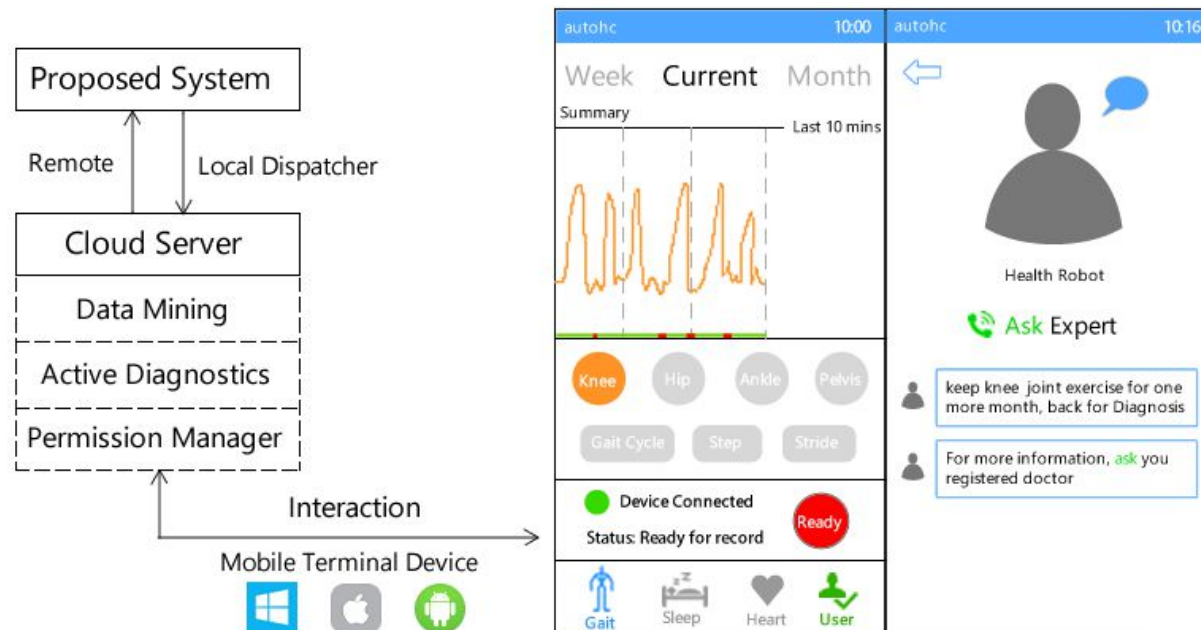 Proposed System
Remote
Local Dispatcher
Cloud Server
Data Mining
Active Diagnostics
Permission Manager
Interaction
Mobile Terminal Device
autohc 10:00
Week Current Month
Summary
Last 10 mins
Knee Hip Ankle Pelvis
Gait Cycle Step Stride
Device Connected
Status: Ready for record
Ready
Gait Sleep Heart User
autohc 10:16
Health Robot
Ask Expert
keep knee joint exercise for one
more month, back for Diagnosis
For more information, ask you
registered doctor